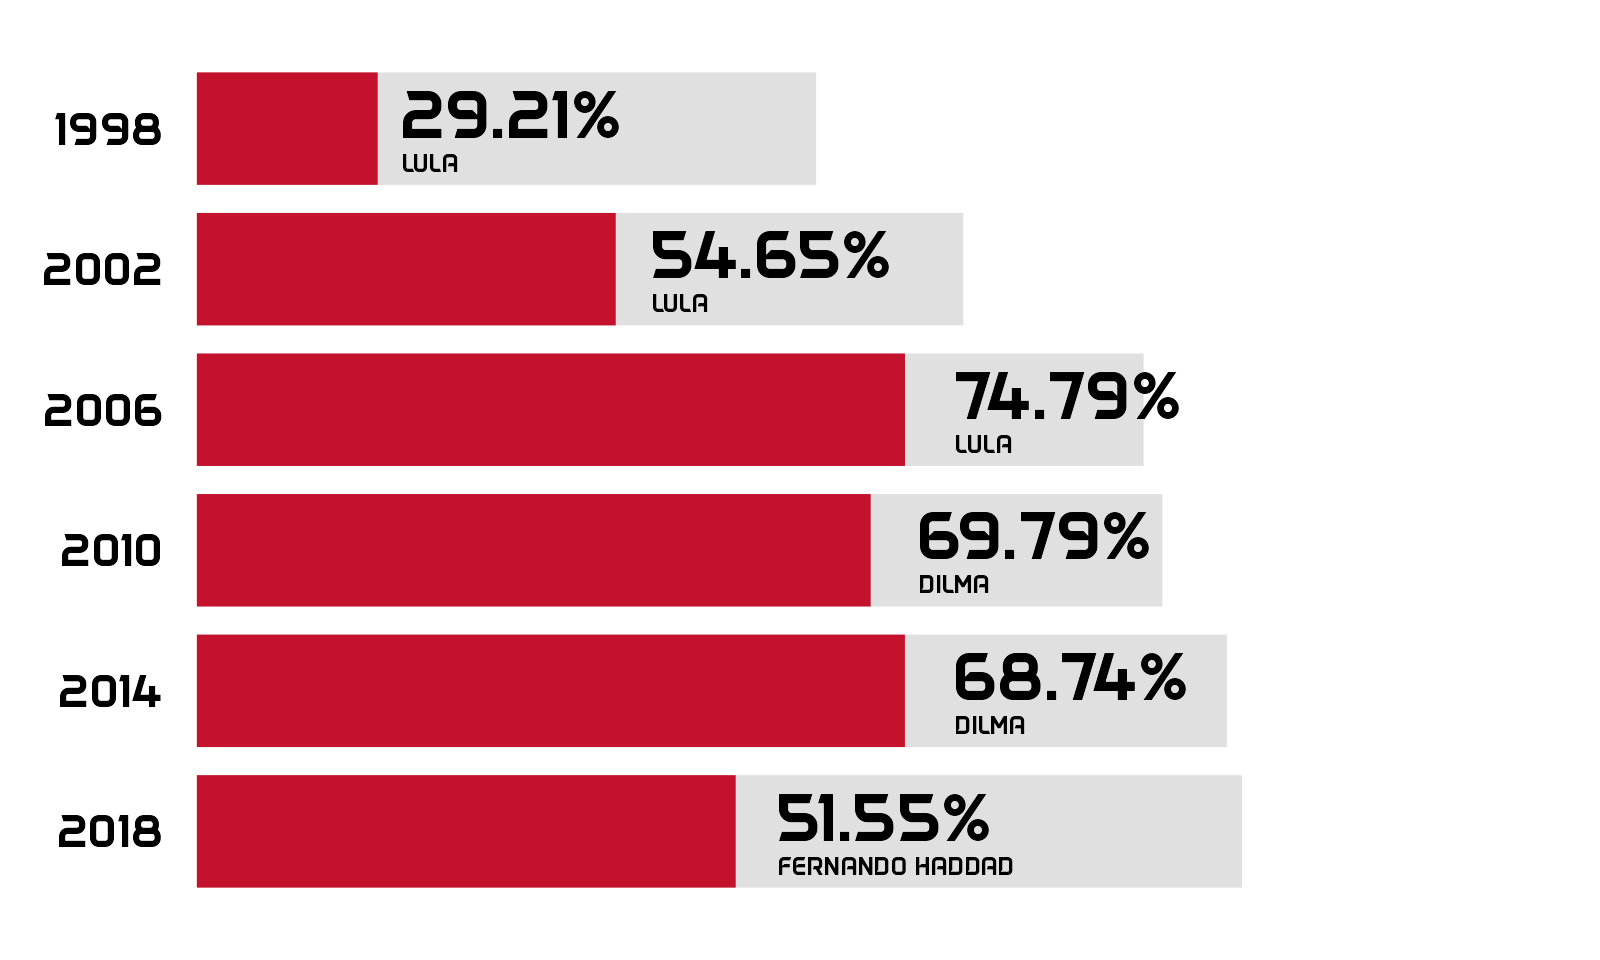 1998
29.21%
LULA
2002
54.65%
LULA
2006
74.79%
LULA
2010
69.79%
DILMA
2014
68.74%
DILMA
2018
51.55%
FERNANDO HADDAD